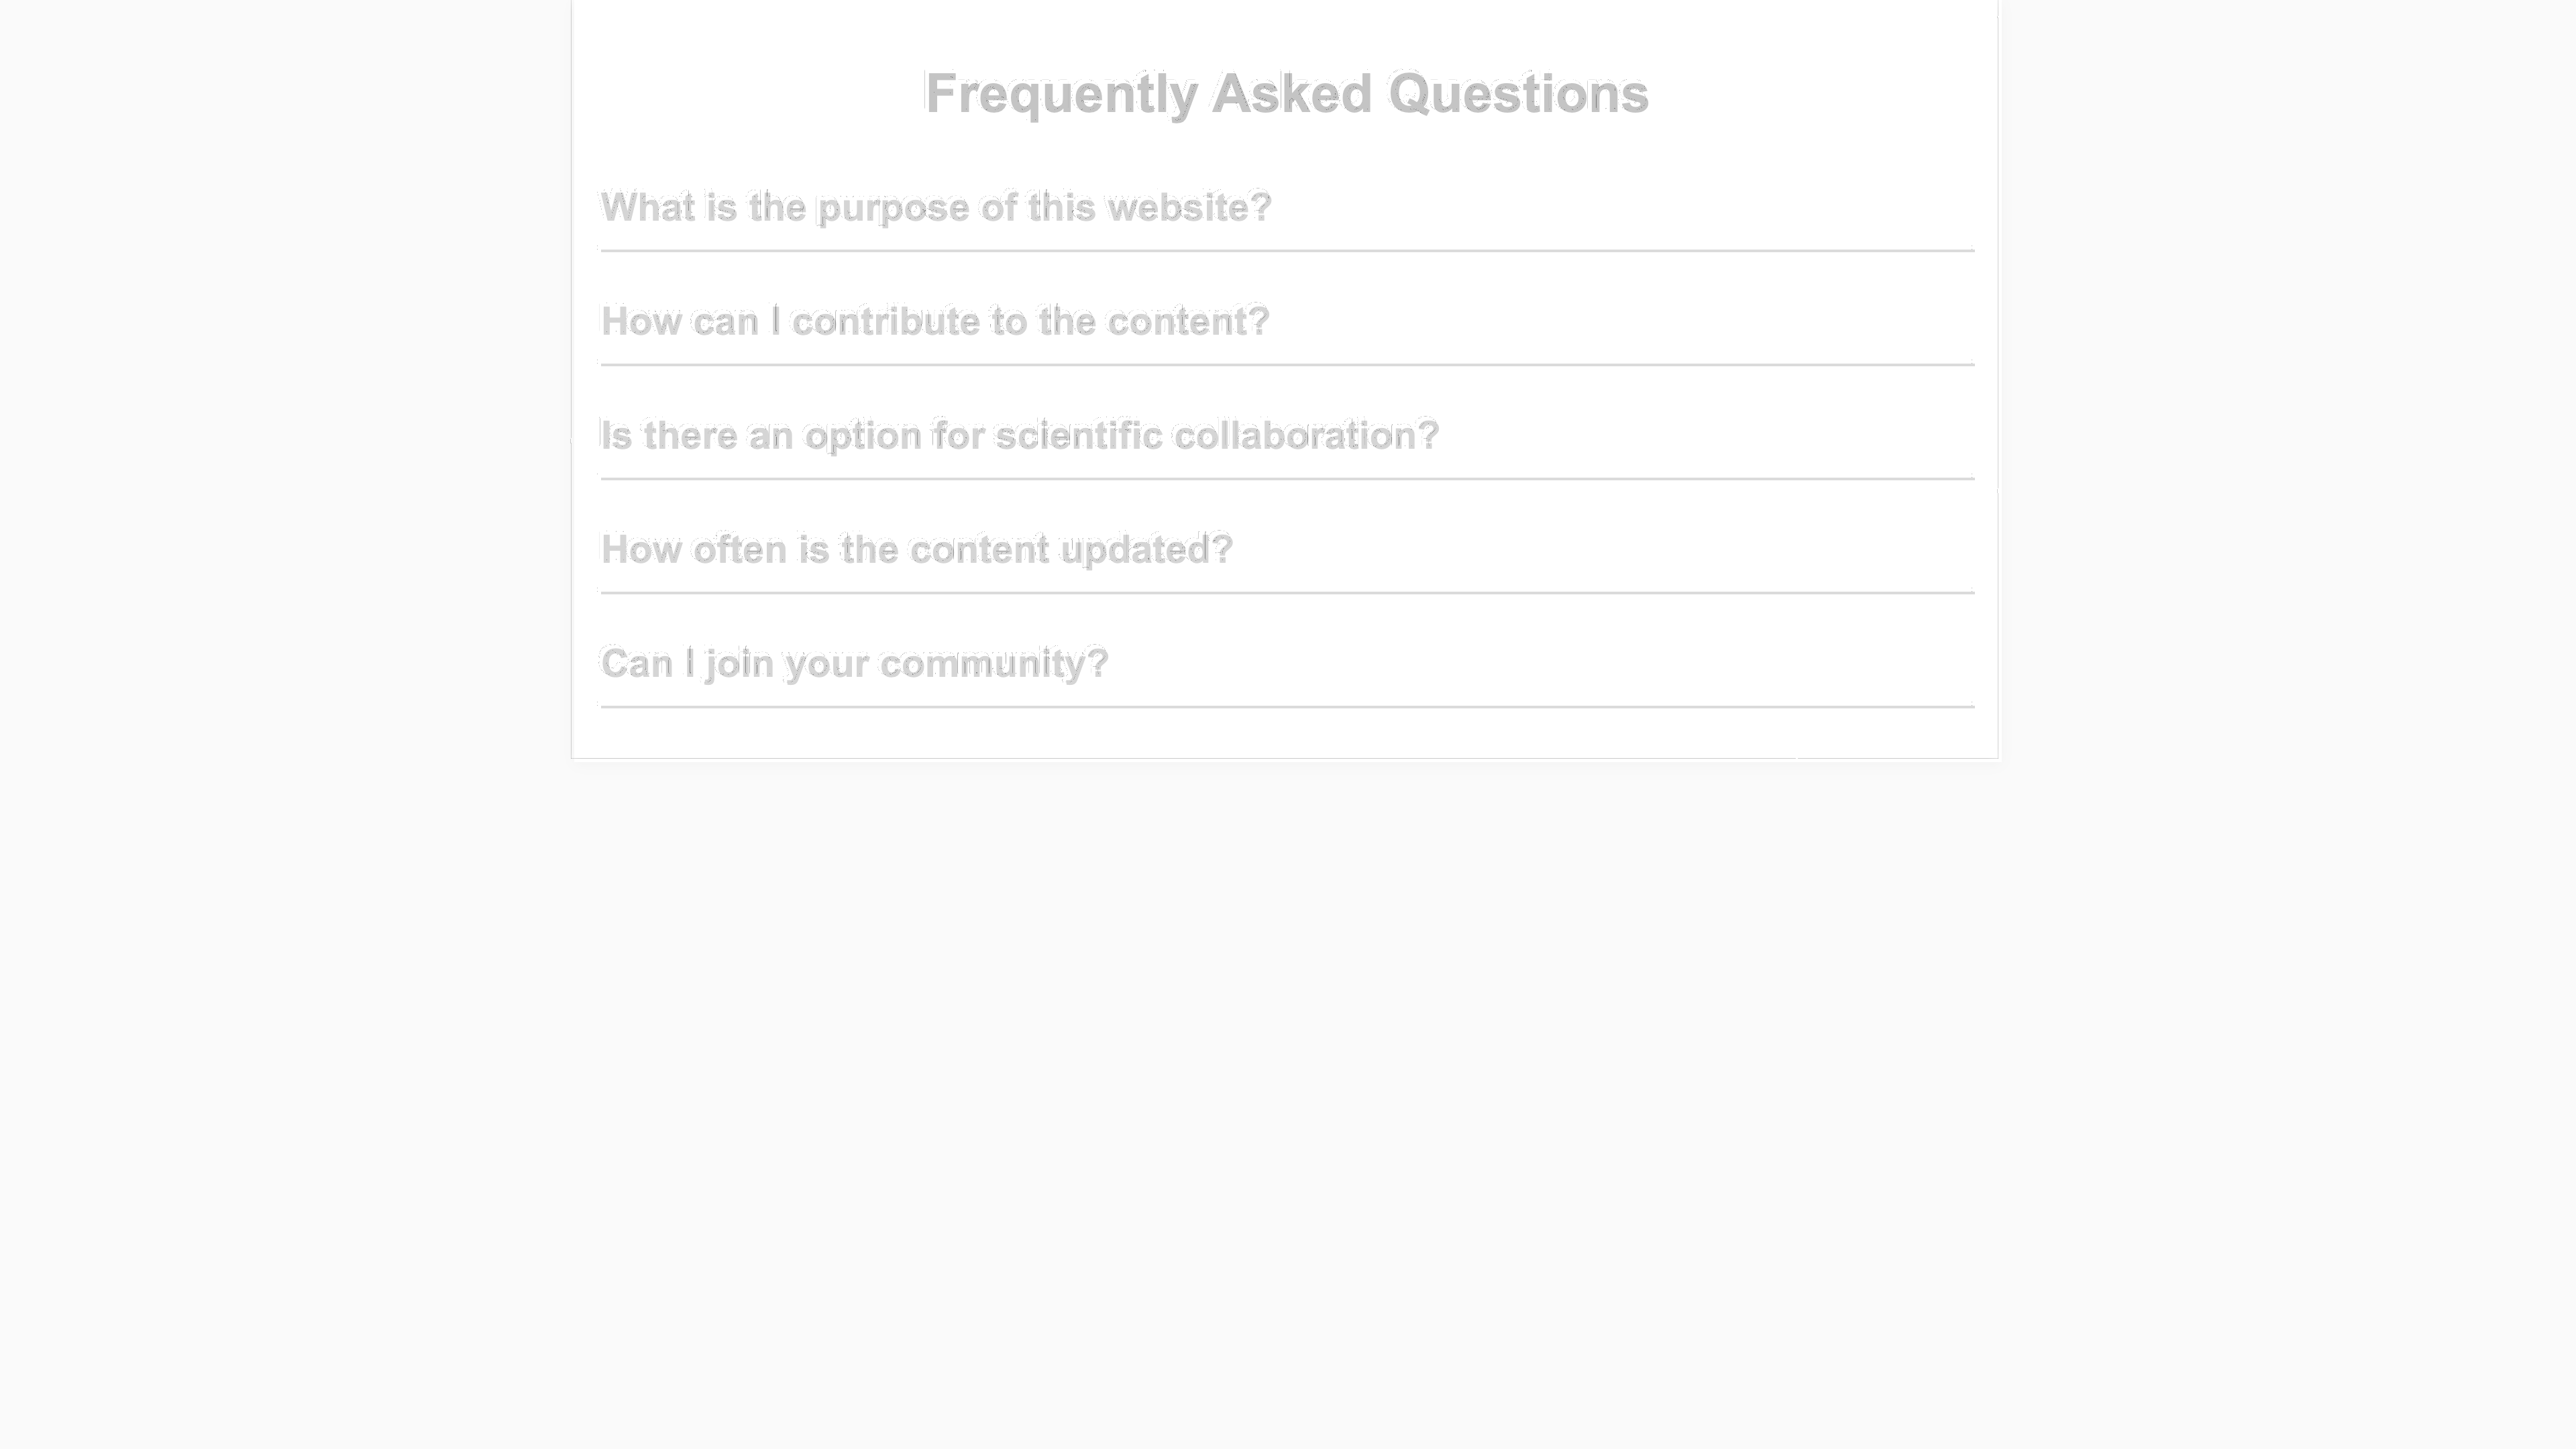 Frequently Asked Questions
What is the purpose of this website?
How can I contribute to the content?
Is there an option for scientific collaboration?
How often is the content updated?
Can I join your community?